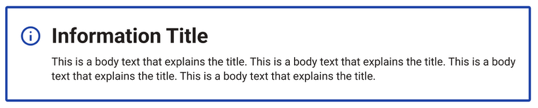 Information Title
This is a body text that explains the title. This is a body text that explains the title. This is a body
text that explains the title. This is a body text that explains the title.